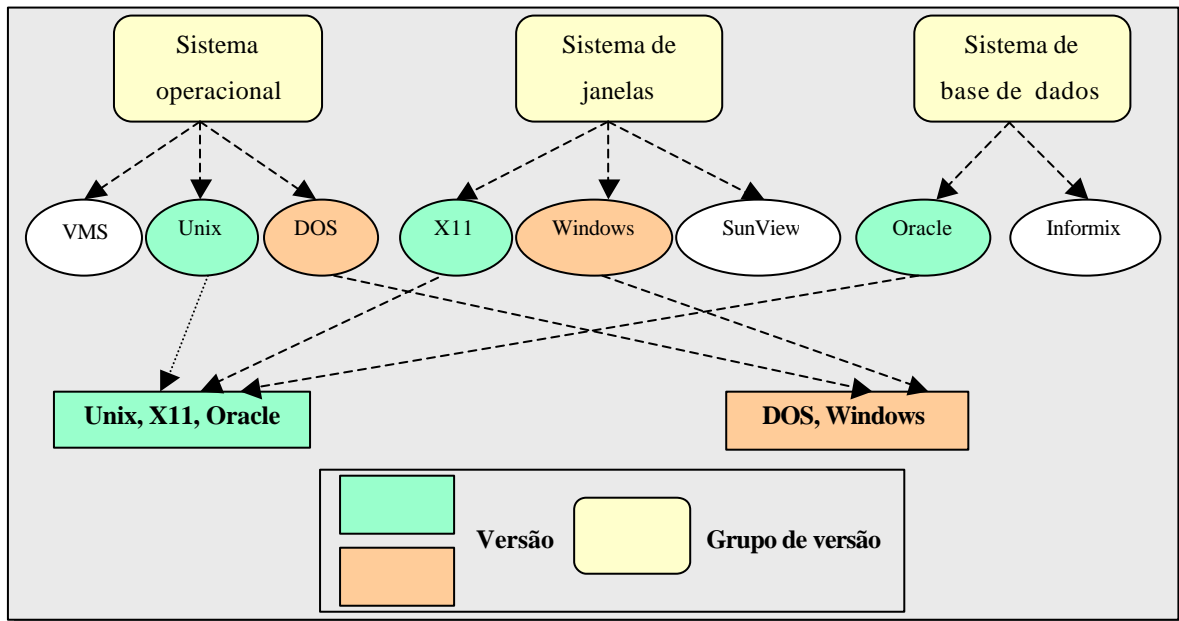 Sistema
operacional
Sistema de
janelas
Sistema de
base de dados
VMS
Unix
DOS
X11
Windows
SunView
Oracle
Informix
Unix, X11, Oracle
DOS, Windows
Versão
Grupo de versão